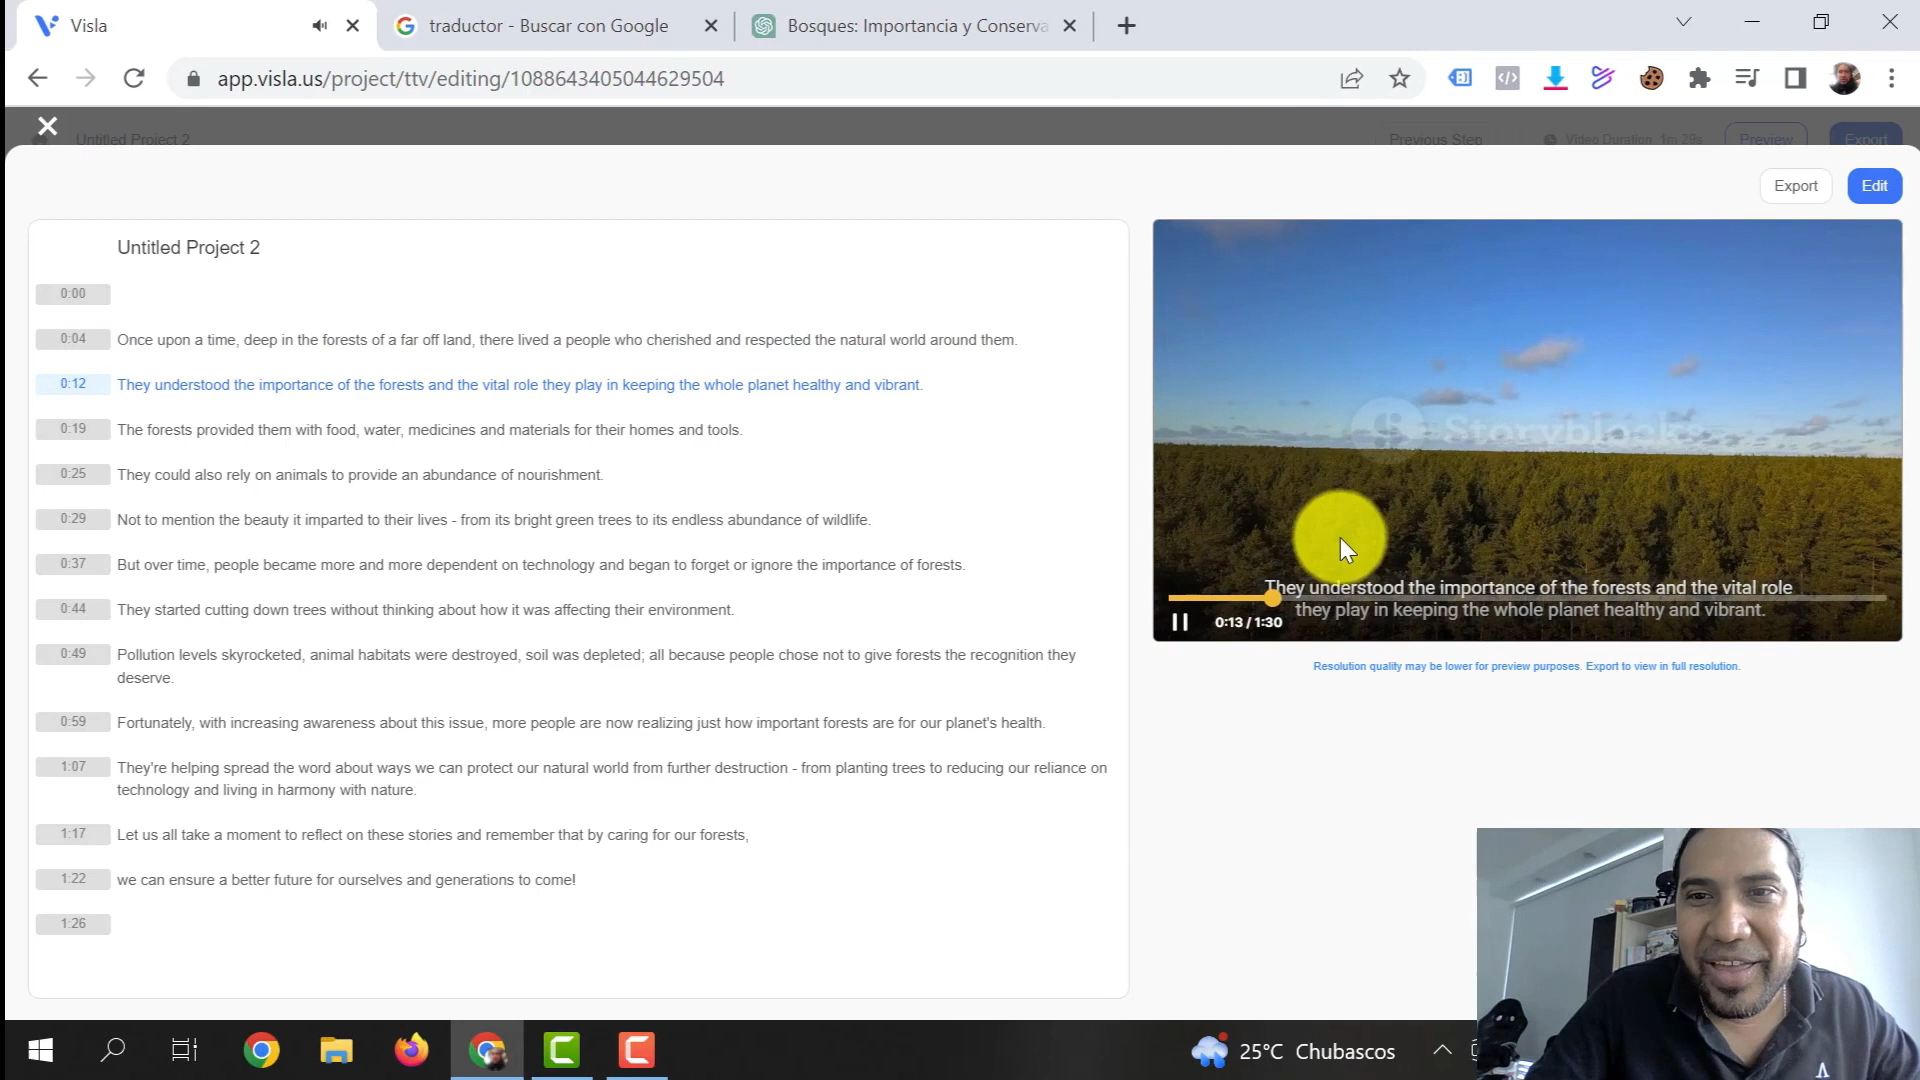 Visla
traductor - Buscar con Google
Bosques: Importancia y Conserva
app.visla.us/project/ttv/editing/1088643405044629504
Untitled Project 2
Previous Step
Video Duration 1m 29s
Preview
Export
Export
Edit
Untitled Project 2
0:00
0:04 Once upon a time, deep in the forests of a far off land, there lived a people who cherished and respected the natural world around them.
0:12 They understood the importance of the forests and the vital role they play in keeping the whole planet healthy and vibrant.
0:19 The forests provided them with food, water, medicines and materials for their homes and tools.
0:25 They could also rely on animals to provide an abundance of nourishment.
0:29 Not to mention the beauty it imparted to their lives - from its bright green trees to its endless abundance of wildlife.
0:37 But over time, people became more and more dependent on technology and began to forget or ignore the importance of forests.
0:44 They started cutting down trees without thinking about how it was affecting their environment.
0:49 Pollution levels skyrocketed, animal habitats were destroyed, soil was depleted; all because people chose not to give forests the recognition they
deserve.
0:59 Fortunately, with increasing awareness about this issue, more people are now realizing just how important forests are for our planet's health.
1:07 They're helping spread the word about ways we can protect our natural world from further destruction - from planting trees to reducing our reliance on
technology and living in harmony with nature.
1:17 Let us all take a moment to reflect on these stories and remember that by caring for our forests,
1:22 we can ensure a better future for ourselves and generations to come!
1:26
Storyblocks
They understood the importance of the forests and the vital role
they play in keeping the whole planet healthy and vibrant.
0:13 / 1:30
Resolution quality may be lower for preview purposes. Export to view in full resolution.
25°C Chubascos